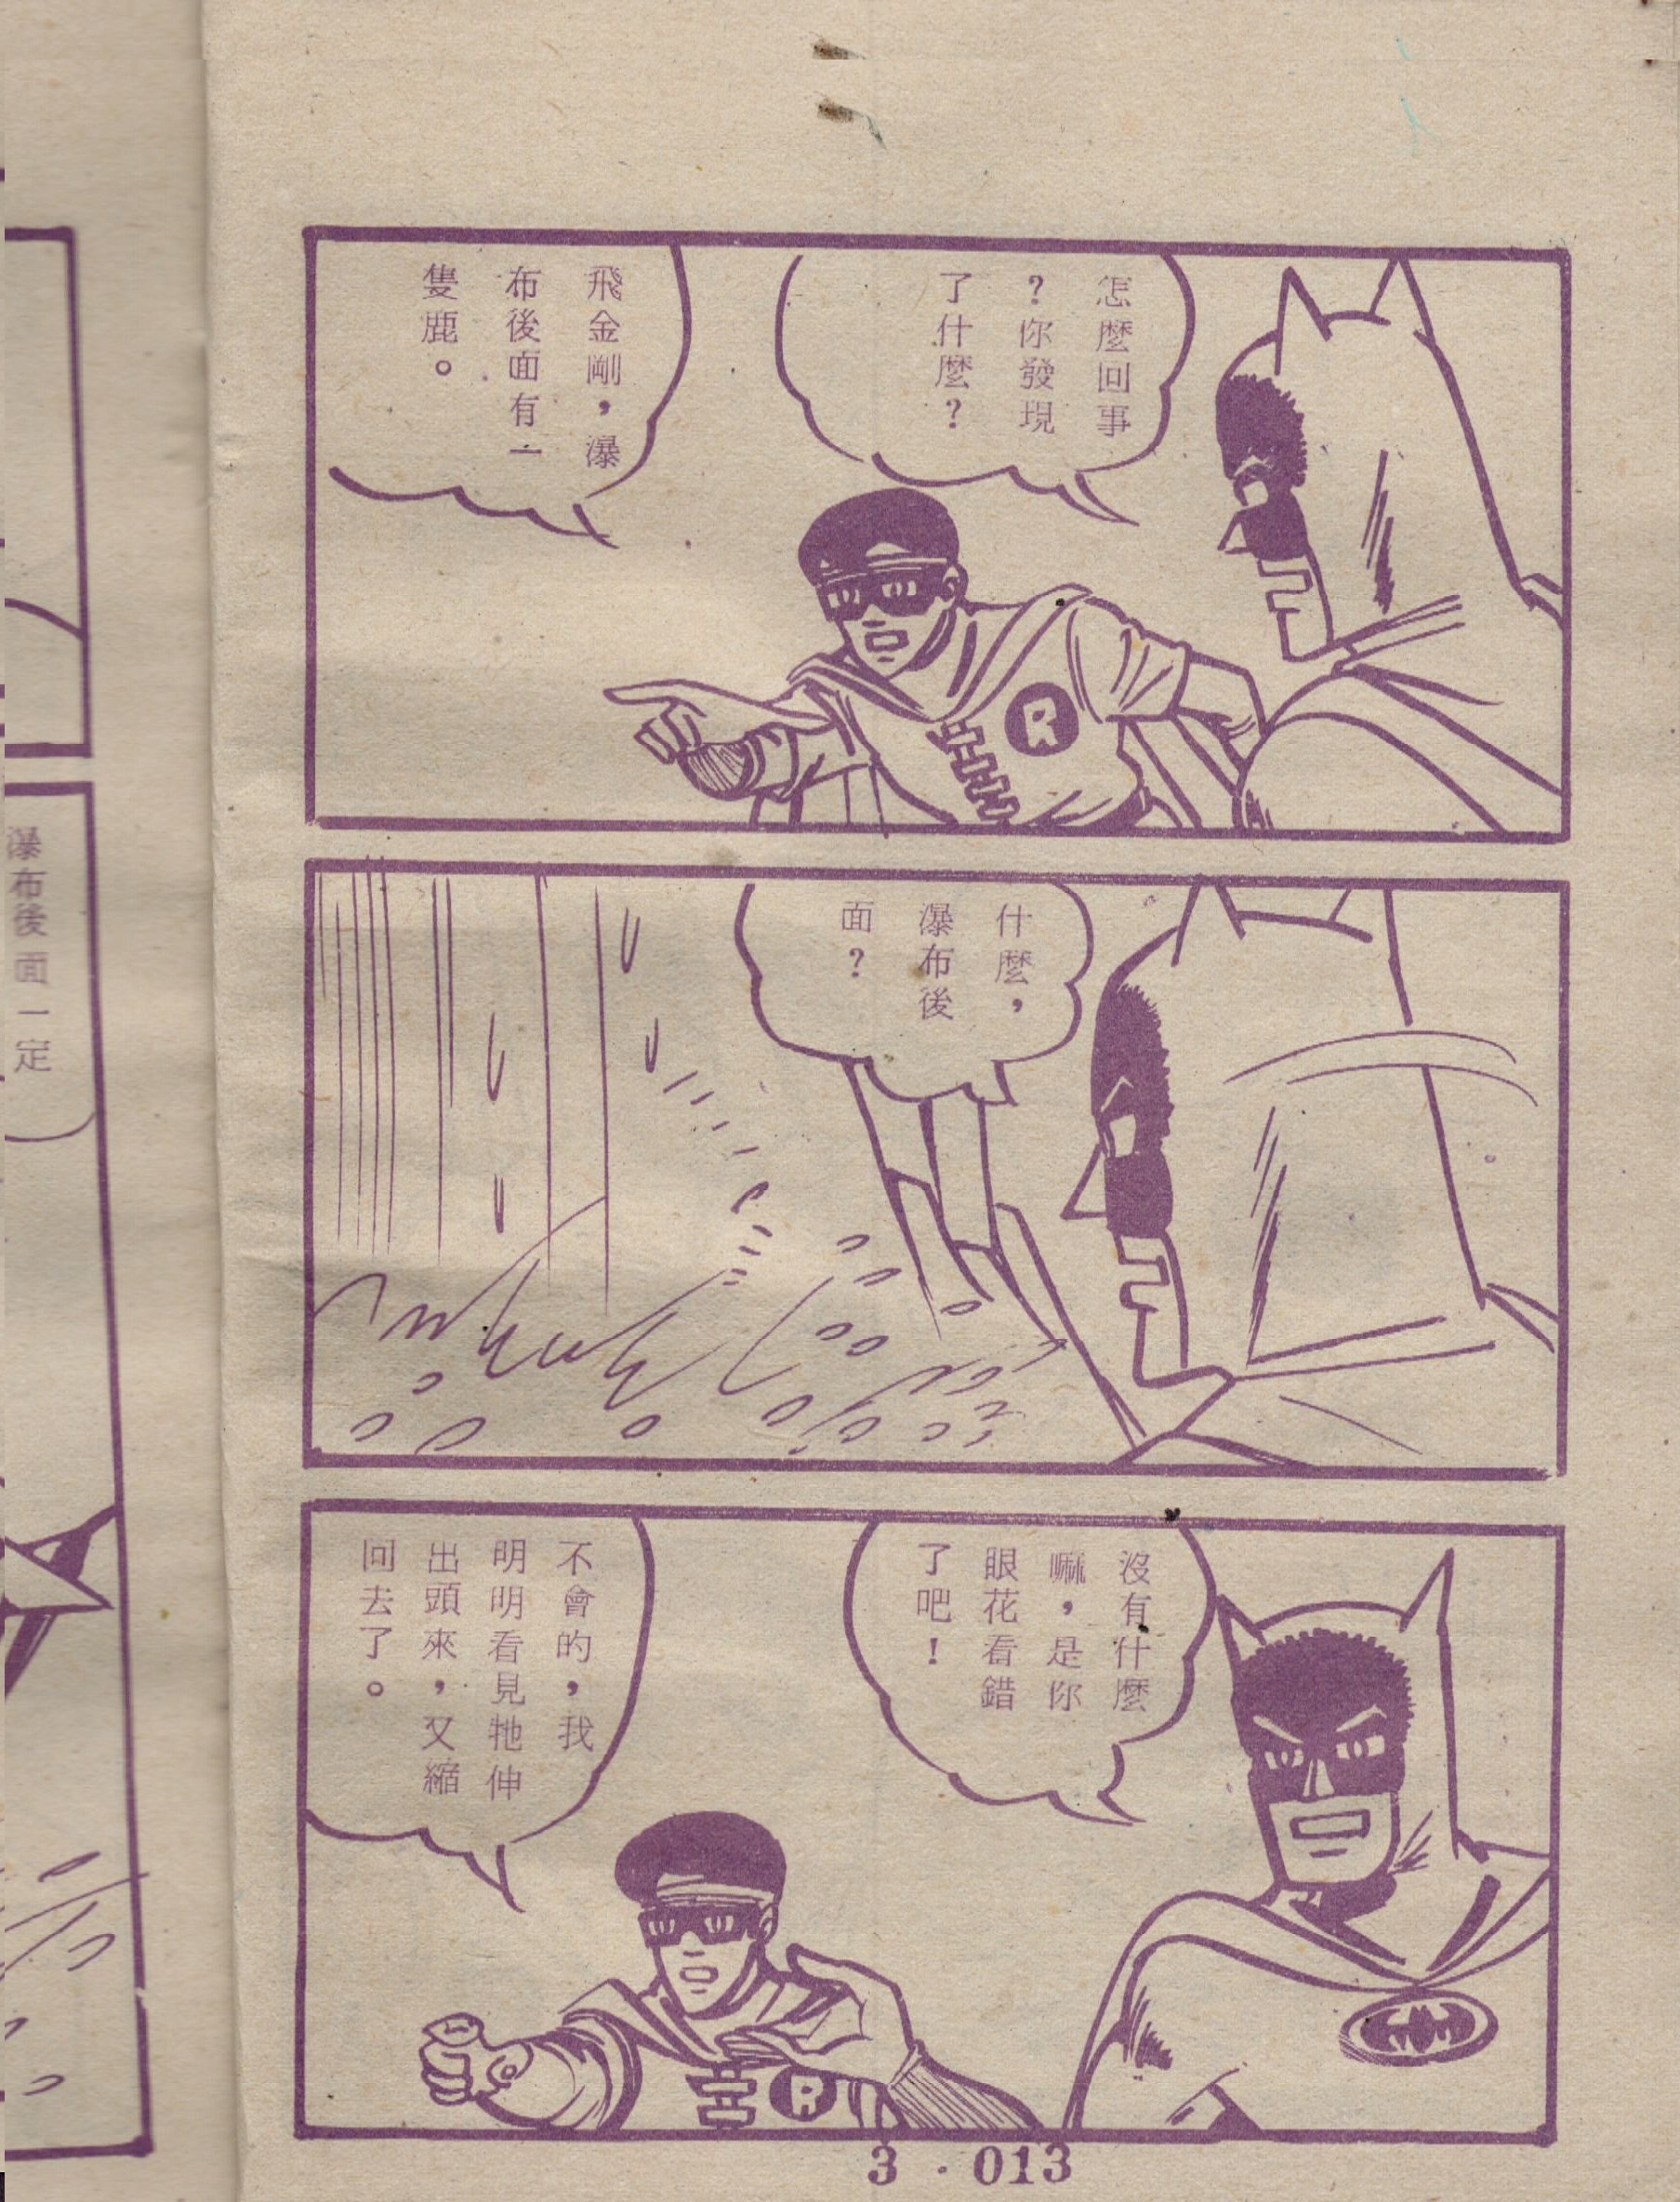 怎麼回事
？你發現
了什麼？
飛金剛，瀑
布後面有一
隻鹿。
R
什麼，
瀑布後
面？
沒有什麼
嘛，是你
眼花看錯
了吧！
不會的，我
明明看見牠伸
出頭來，又縮
回去了。
R
3.013
瀑布後面一定